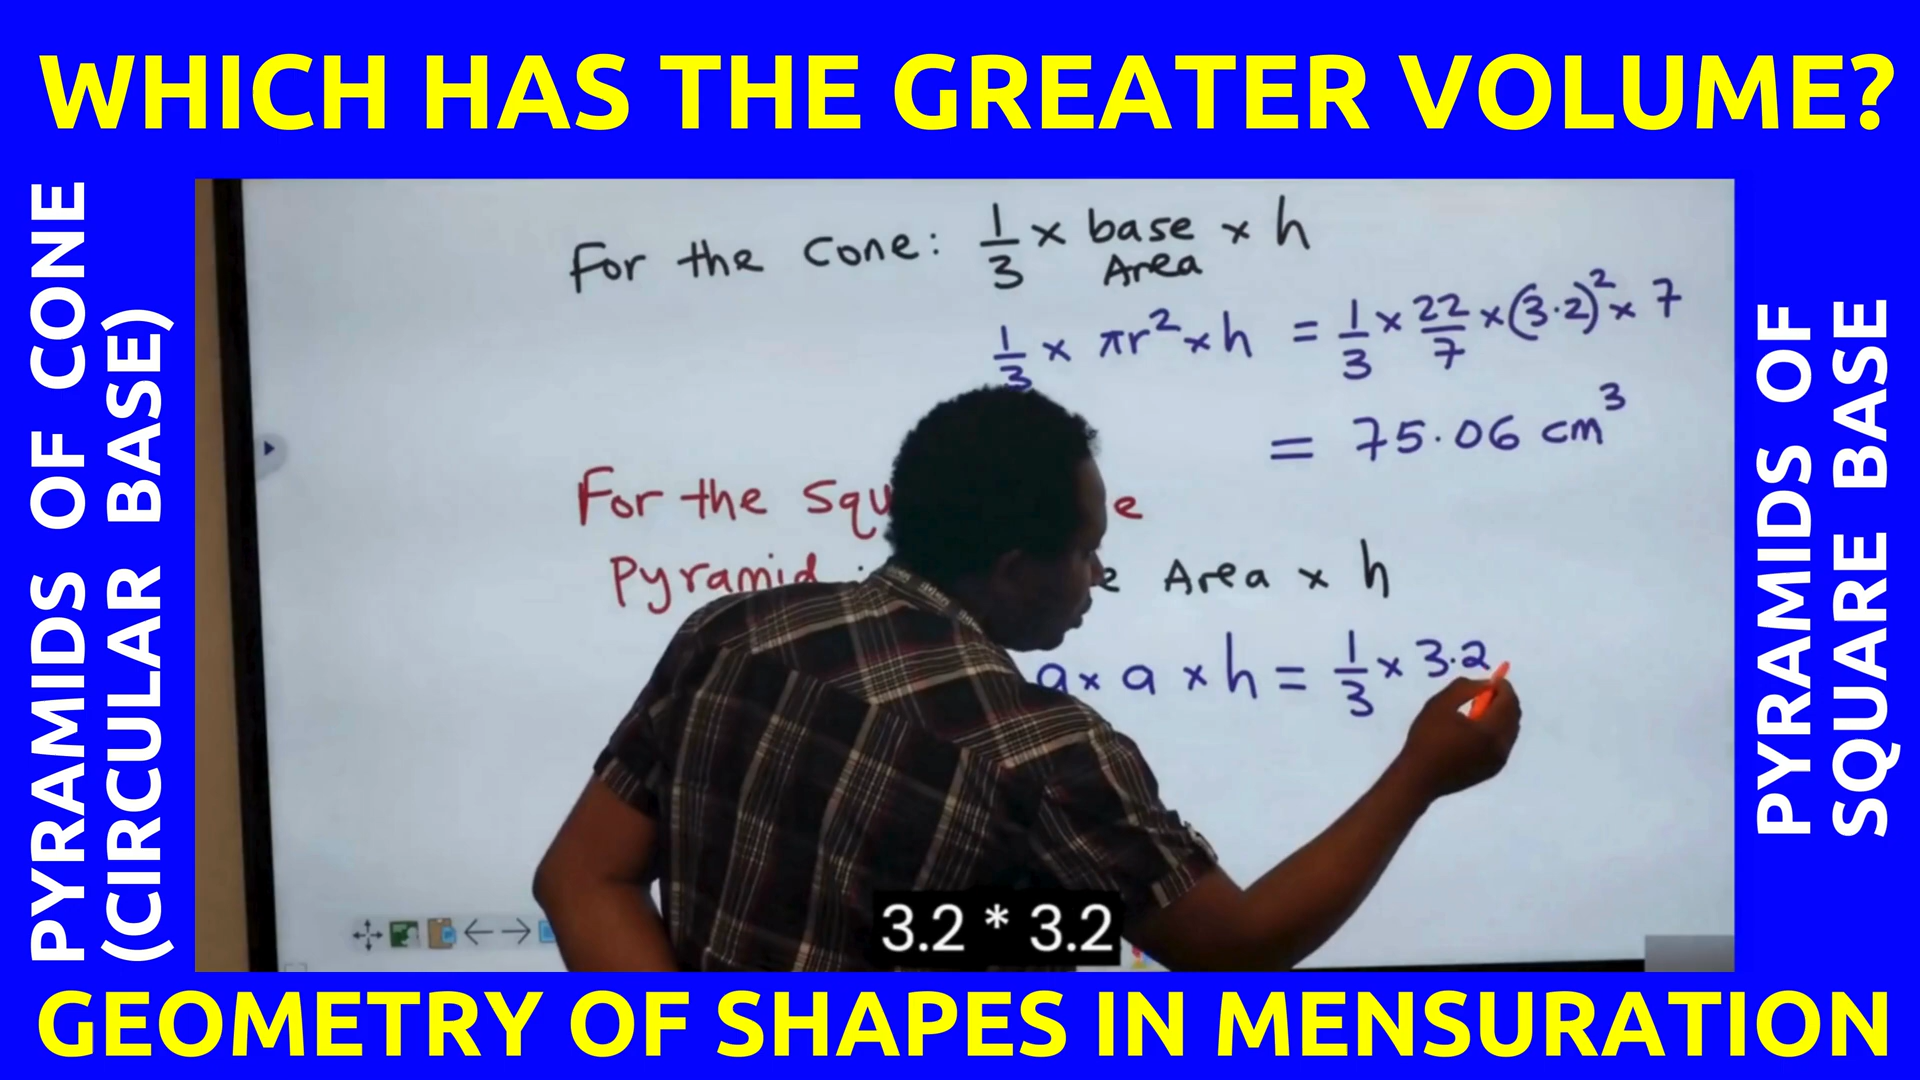 WHICH HAS THE GREATER VOLUME?
PYRAMIDS OF CONE
(CIRCULAR BASE)
For the Cone: 1/3 × base × h
Area
1/3 × πr² × h = 1/3 × 22/7 × (3.2)² × 7
= 75.06 cm³
For the Squ e
Pyramid : e Area × h
a × a × h = 1/3 × 3.2
3.2 * 3.2
PYRAMIDS OF
SQUARE BASE
GEOMETRY OF SHAPES IN MENSURATION